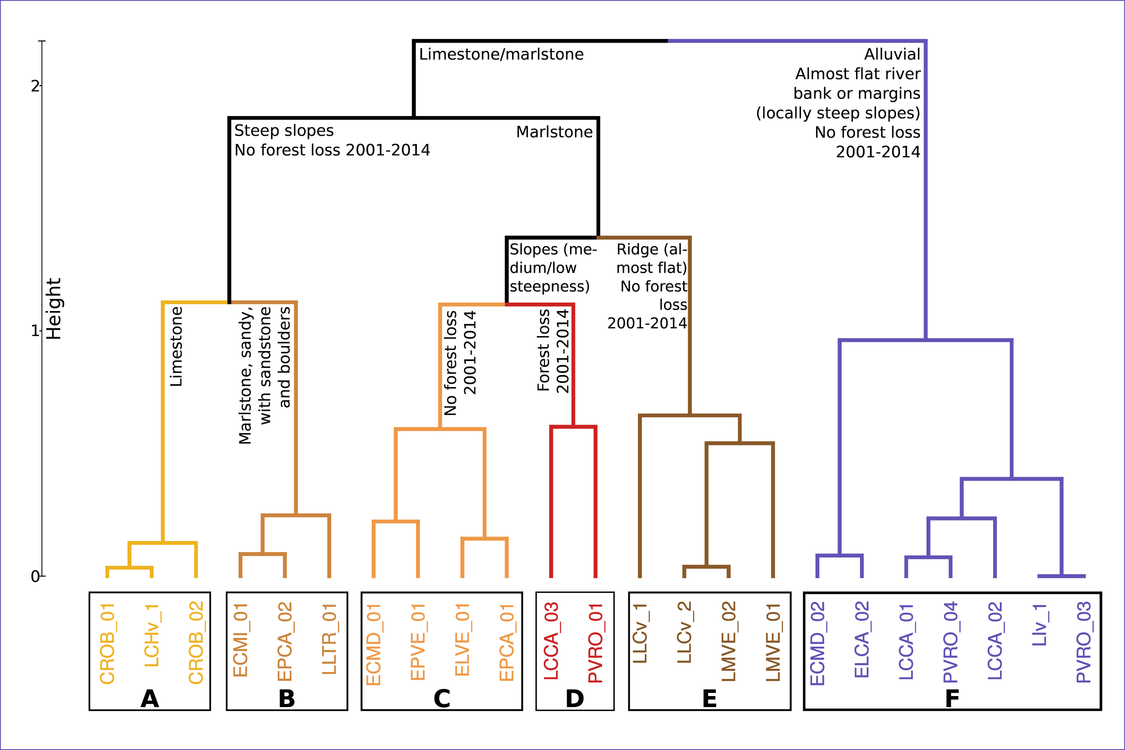 Limestone/marlstone
Alluvial
Almost flat river
bank or margins
(locally steep slopes)
No forest loss
2001-2014
Steep slopes
No forest loss 2001-2014
Marlstone
Slopes (me-
dium/low
steepness)
Ridge (al-
most flat)
No forest
loss
2001-2014
Limestone
Marlstone, sandy,
with sandstone
and boulders
No forest loss
2001-2014
Forest loss
2001-2014
Height
2
1
0
CROB_01
LCHv_1
CROB_02
ECMI_01
EPCA_02
LLTR_01
ECMD_01
EPVE_01
ELVE_01
EPCA_01
LCCA_03
PVRO_01
LLCv_1
LLCv_2
LMVE_02
LMVE_01
ECMD_02
ELCA_02
LCCA_01
PVRO_04
LCCA_02
LIv_1
PVRO_03
A
B
C
D
E
F